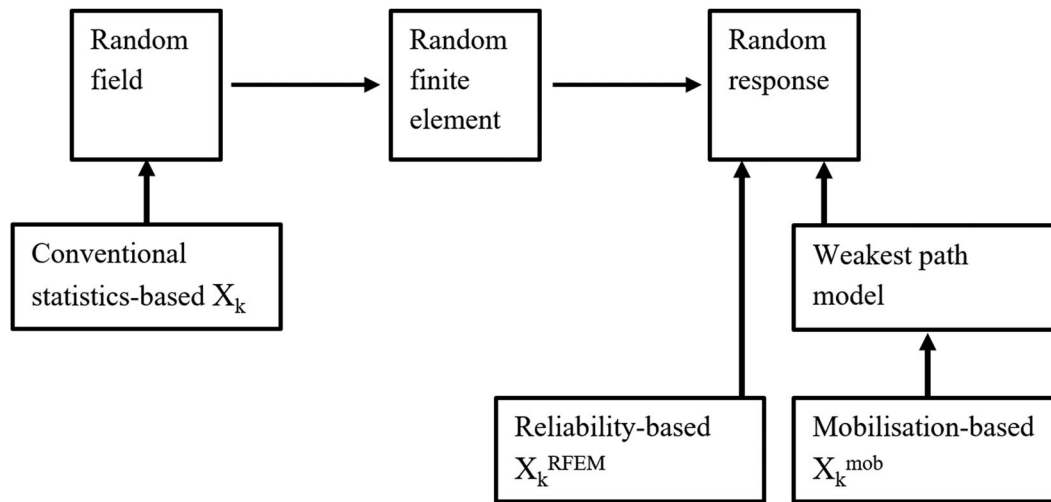 Random
field
Random
finite
element
Random
response
Conventional
statistics-based Xₖ
Weakest path
model
Reliability-based
Xₖᴿᶠᴱᴹ
Mobilisation-based
Xₖᵐᵒᵇ